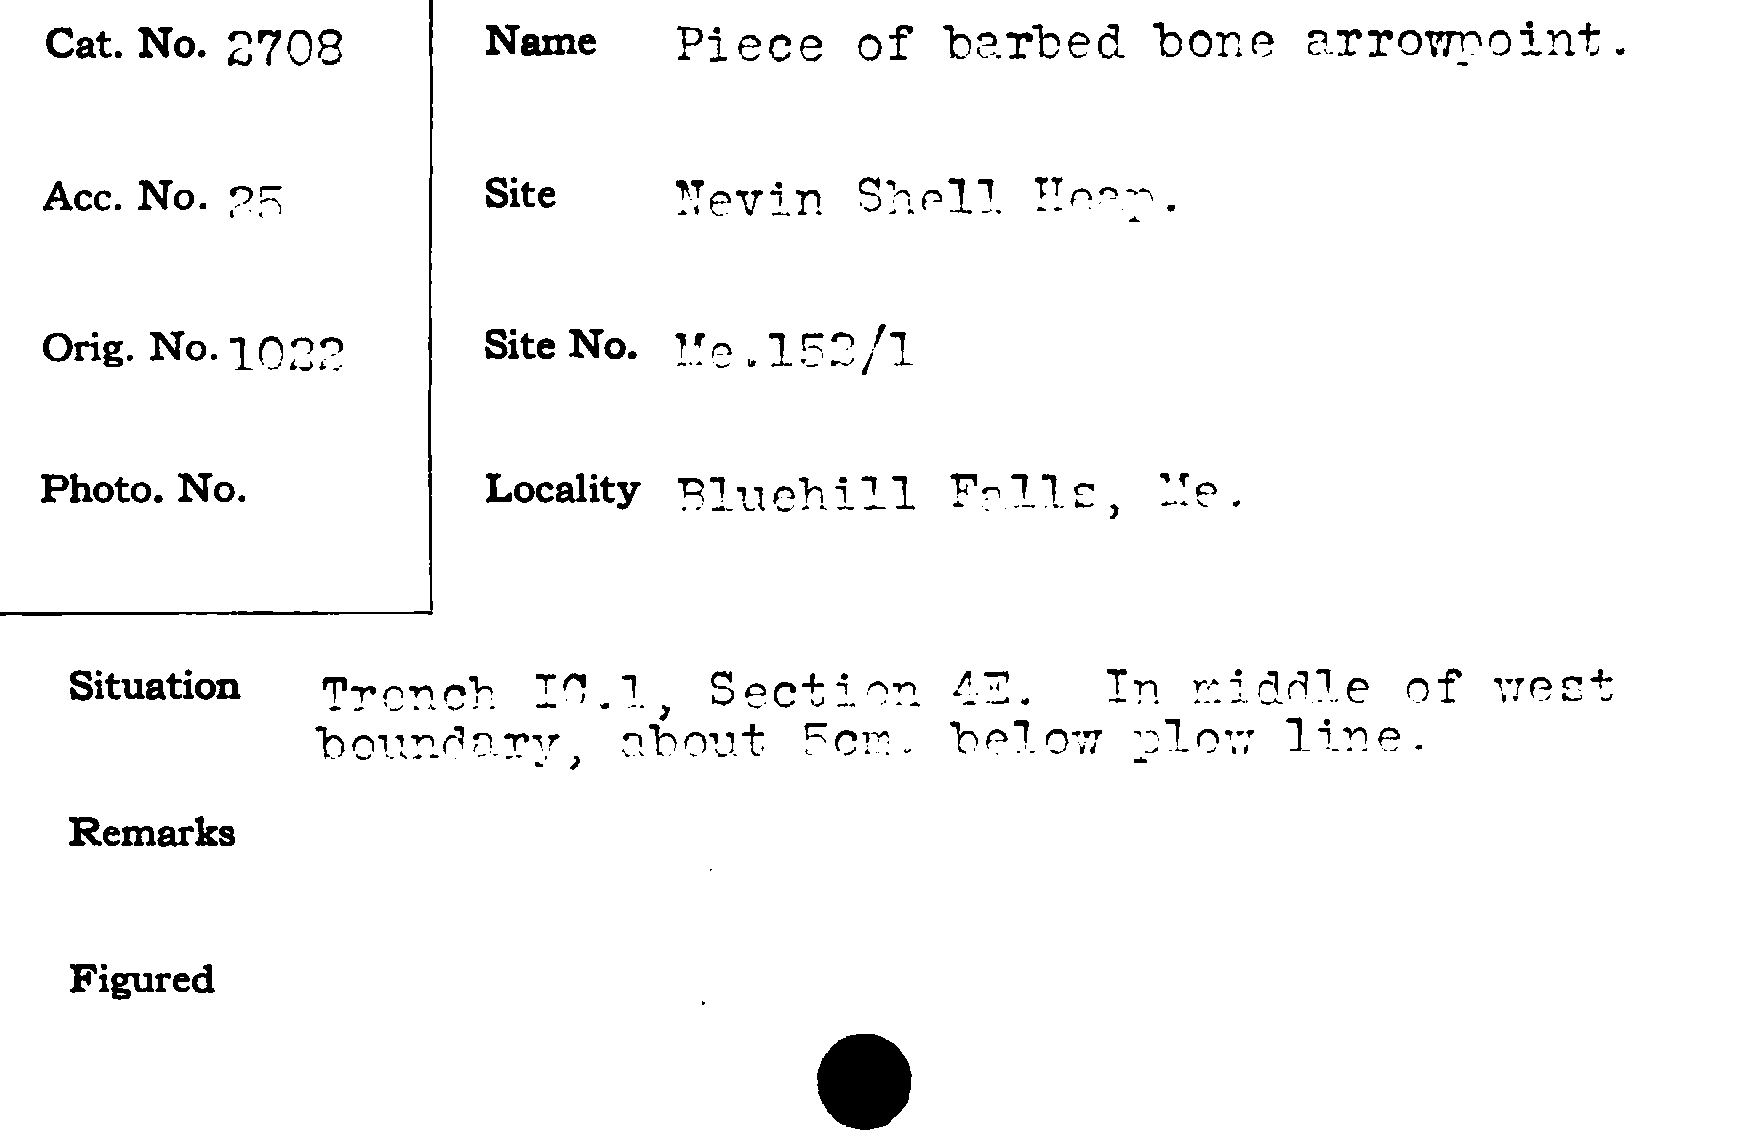 Cat. No. 2708
Name Piece of barbed bone arrowpoint.
Acc. No. 25
Site Nevin Shell Heap.
Orig. No. 1022
Site No. Me.152/1
Photo. No.
Locality Bluehill Falls, Me.
Situation Trench IC.1, Section 4E. In middle of west
boundary, about 5cm. below plow line.
Remarks
Figured